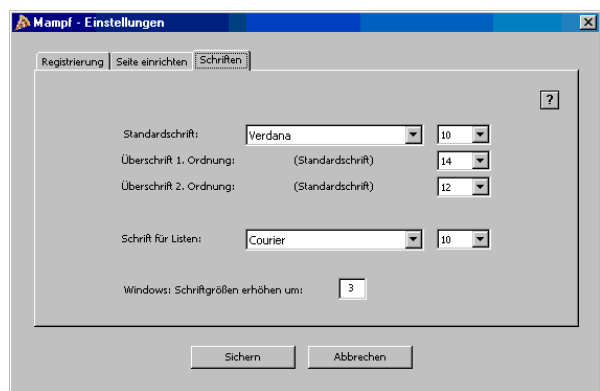 Mampf - Einstellungen
Registrierung Seite einrichten Schriften
?
Standardschrift: Verdana 10
Überschrift 1. Ordnung: (Standardschrift) 14
Überschrift 2. Ordnung: (Standardschrift) 12
Schrift für Listen: Courier 10
Windows: Schriftgrößen erhöhen um: 3
Sichern Abbrechen